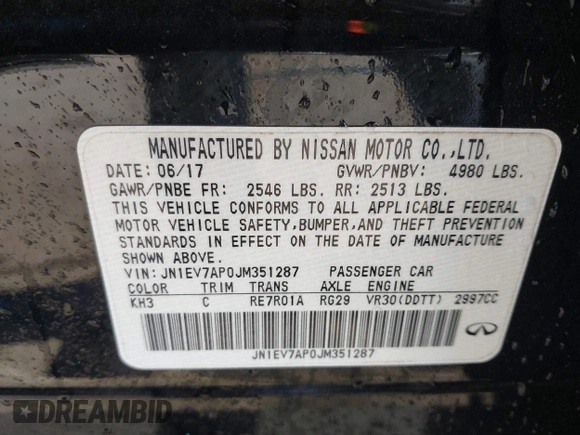 MANUFACTURED BY NISSAN MOTOR CO.,LTD.
DATE: 06/17 GVWR/PNBV: 4980 LBS.
GAWR/PNBE FR: 2546 LBS. RR: 2513 LBS.
THIS VEHICLE CONFORMS TO ALL APPLICABLE FEDERAL
MOTOR VEHICLE SAFETY,BUMPER,AND THEFT PREVENTION
STANDARDS IN EFFECT ON THE DATE OF MANUFACTURE
SHOWN ABOVE.
VIN: JN1EV7AP0JM351287 PASSENGER CAR
COLOR TRIM TRANS AXLE ENGINE
KH3 C RE7R01A RG29 VR30(DDTT) 2997CC
JN1EV7AP0JM351287
DREAMBID